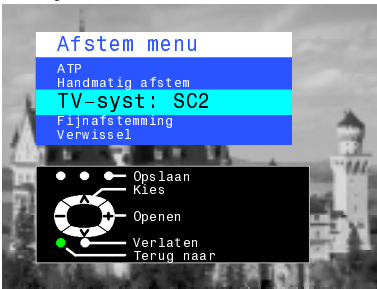 Afstem menu
ATP
Handmatig afstem
TV-syst: SC2
Fijnafstemming
Verwissel
Opslaan
Kies
Openen
Verlaten
Terug naar